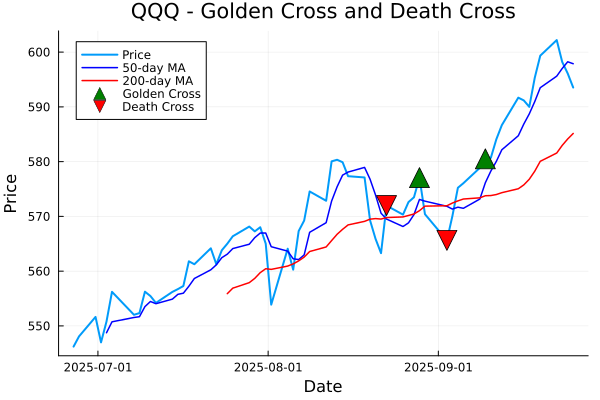 QQQ - Golden Cross and Death Cross
Price
50-day MA
200-day MA
Golden Cross
Death Cross
600
590
580
570
560
550
Price
2025-07-01
2025-08-01
2025-09-01
Date